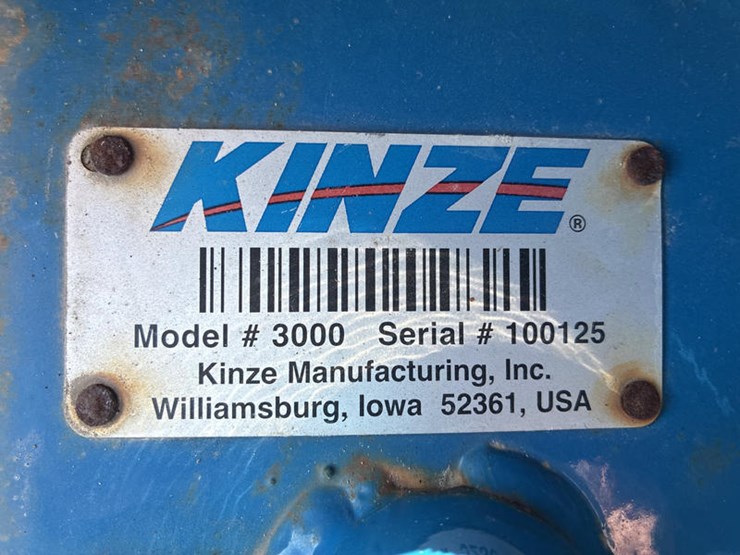 KINZE®
Model # 3000 Serial # 100125
Kinze Manufacturing, Inc.
Williamsburg, Iowa 52361, USA